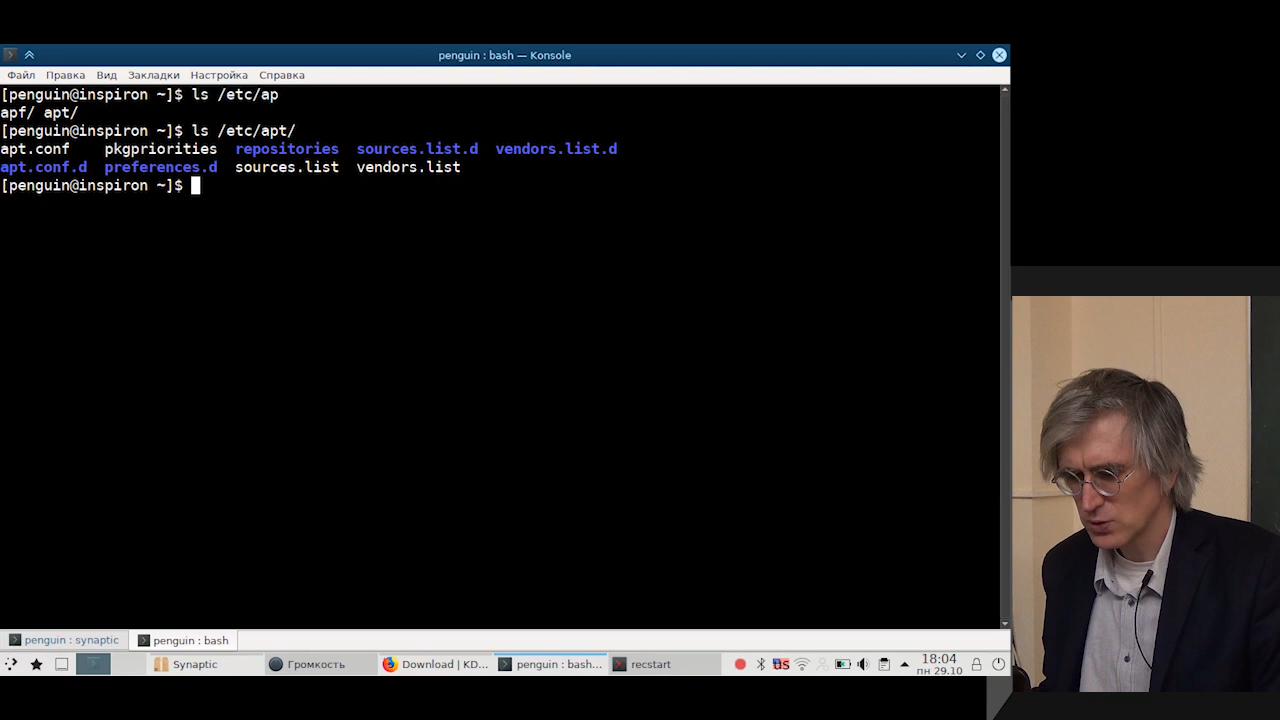 penguin : bash — Konsole
Файл Правка Вид Закладки Настройка Справка
[penguin@inspiron ~]$ ls /etc/ap
apf/ apt/
[penguin@inspiron ~]$ ls /etc/apt/
apt.conf pkgpriorities repositories sources.list.d vendors.list.d
apt.conf.d preferences.d sources.list vendors.list
[penguin@inspiron ~]$
penguin : synaptic penguin : bash
Synaptic Громкость Download | KD... penguin : bash... recstart US 18:04
пн 29.10